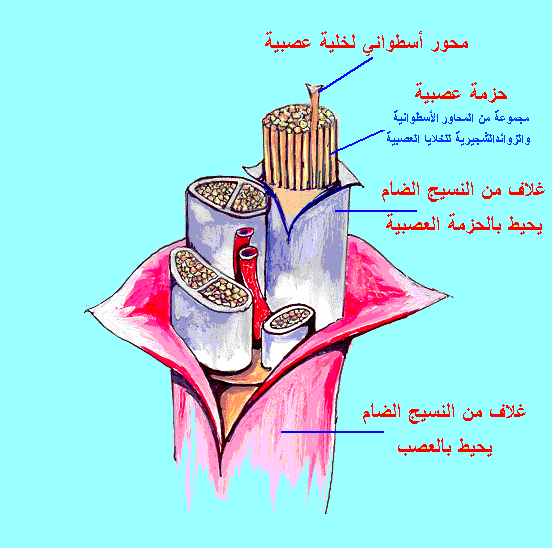 محور أسطواني لخلية عصبية
حزمة عصبية
مجموعة من المحاور الأسطوانية
والزوائدالشجيرية للخلايا العصبية
غلاف من النسيج الضام
يحيط بالحزمة العصبية
غلاف من النسيج الضام
يحيط بالعصب